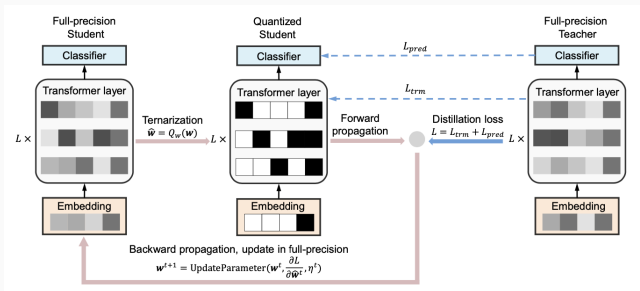 Full-precision
Student
Quantized
Student
Full-precision
Teacher
Classifier
Classifier
L_pred
Classifier
Transformer layer
Transformer layer
L_trm
Transformer layer
Ternarization
ŵ = Q_w(w)
Forward
propagation
Distillation loss
L = L_trm + L_pred
L ×
L ×
L ×
Embedding
Embedding
Embedding
Backward propagation, update in full-precision
w^{t+1} = UpdateParameter(w^t, ∂L/∂ŵ^t, η^t)